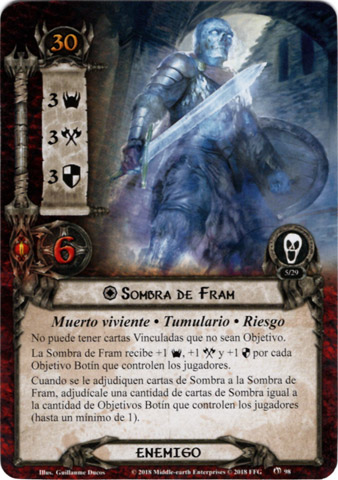 30
3
3
3
6
5/29
SOMBRA DE FRAM
Muerto viviente • Tumulario • Riesgo
No puede tener cartas Vinculadas que no sean Objetivo.
La Sombra de Fram recibe +1 , +1 y +1 por cada
Objetivo Botín que controlen los jugadores.
Cuando se le adjudiquen cartas de Sombra a la Sombra de
Fram, adjudícale una cantidad de cartas de Sombra igual a
la cantidad de Objetivos Botín que controlen los jugadores
(hasta un mínimo de 1).
ENEMIGO
Illus. Guillaume Ducos © 2018 Middle-earth Enterprises © 2018 FFG 98